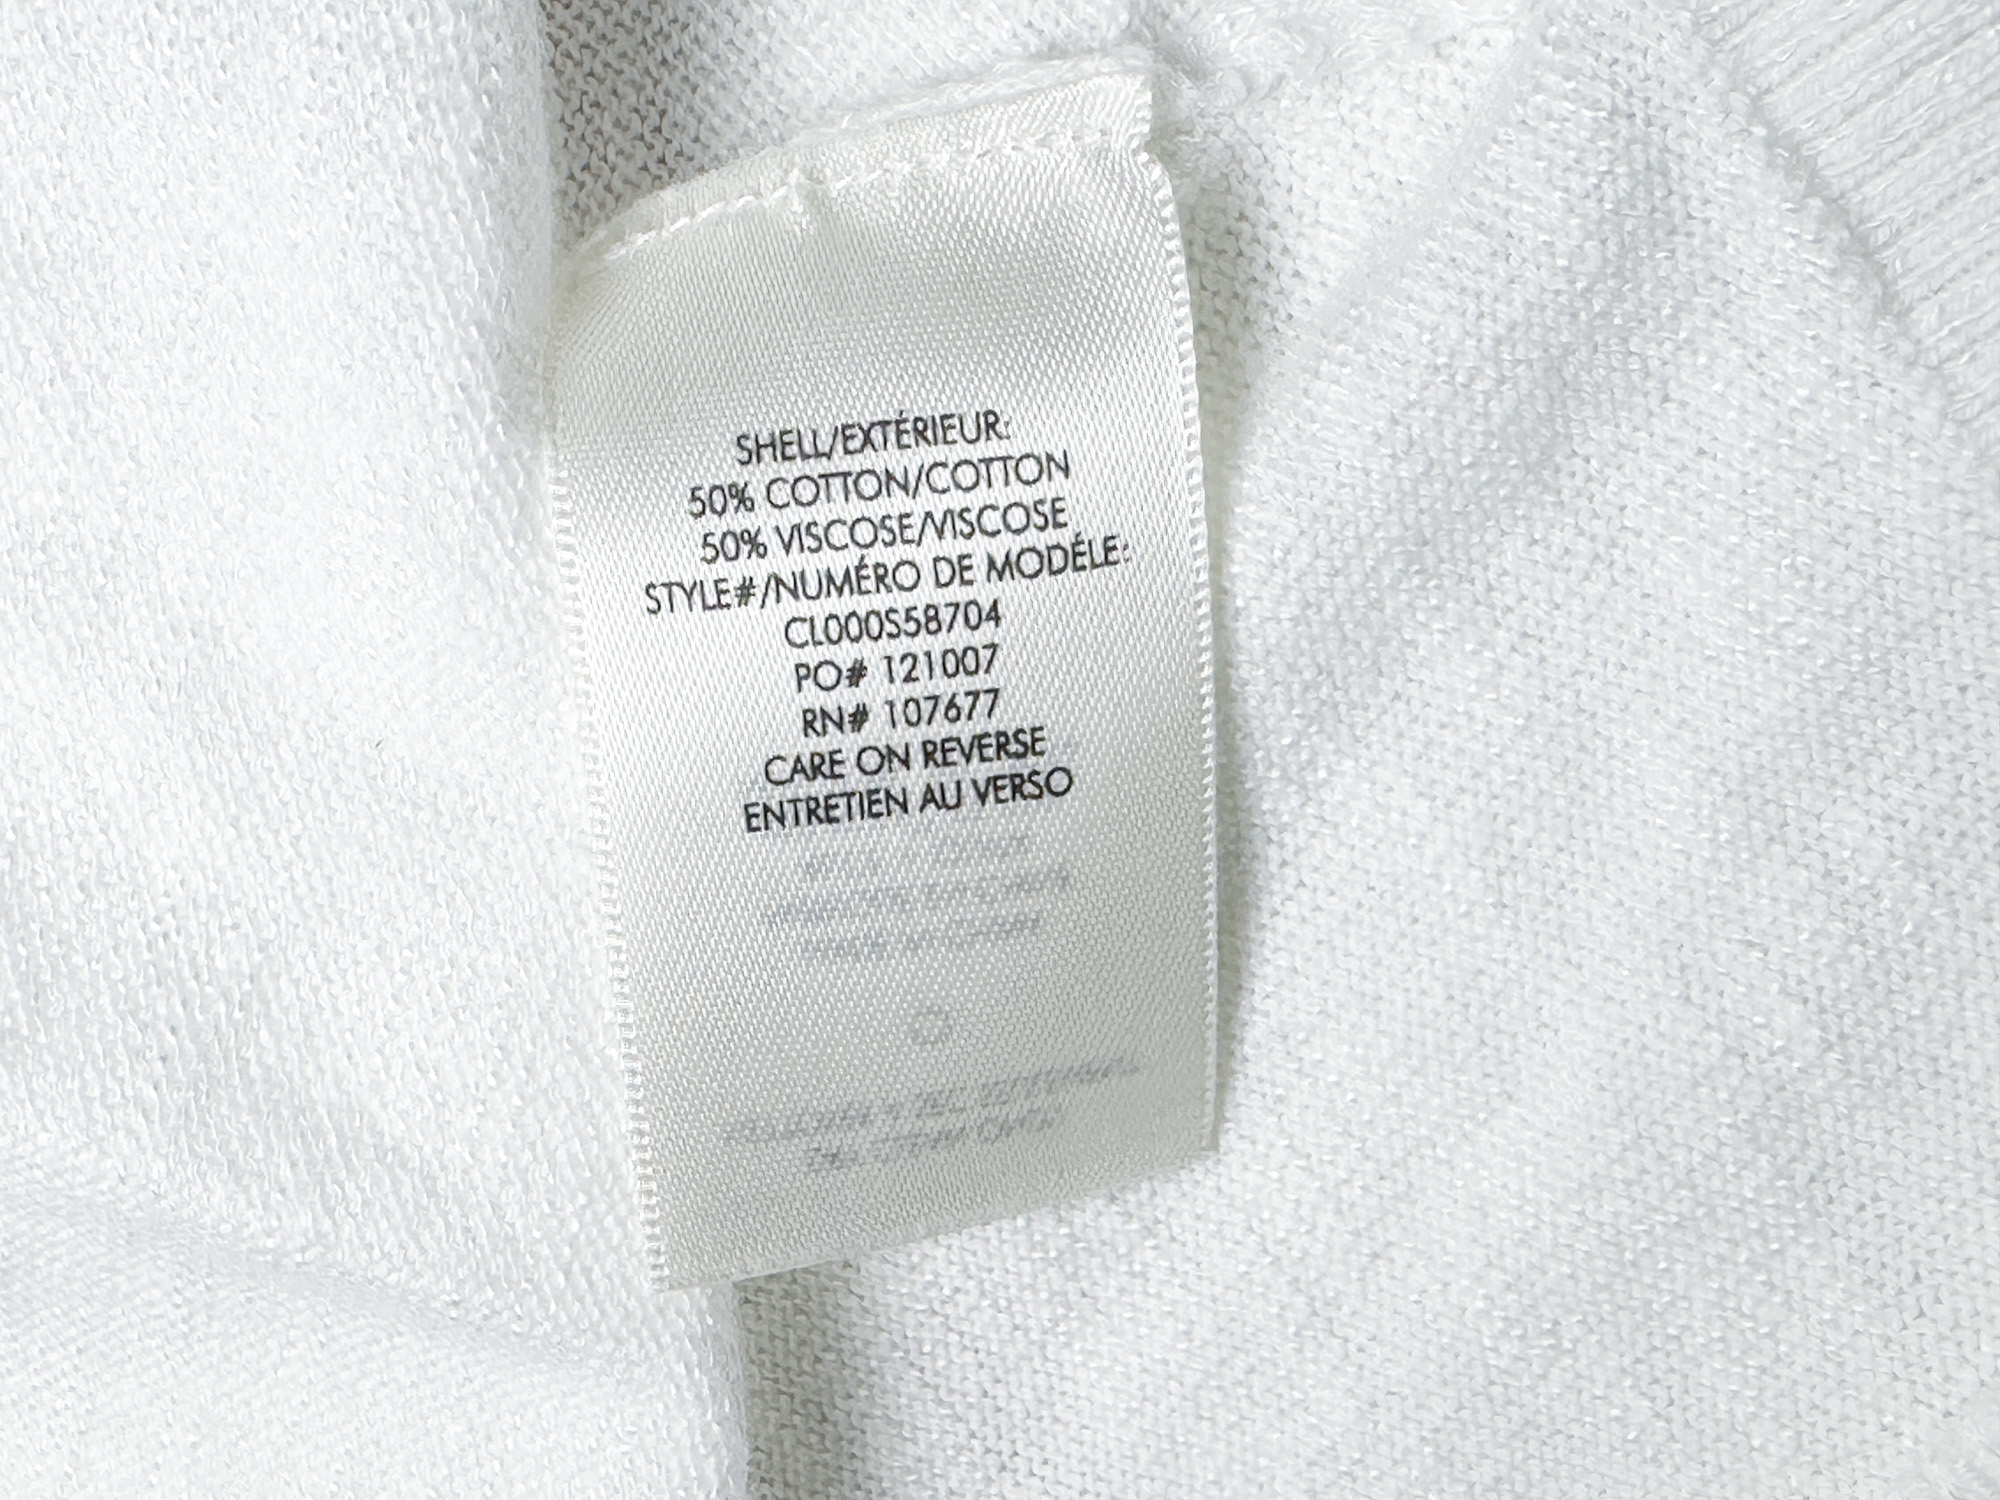 SHELL/EXTÉRIEUR:
50% COTTON/COTTON
50% VISCOSE/VISCOSE
STYLE#/NUMÉRO DE MODÉLE:
CL000S58704
PO# 121007
RN# 107677
CARE ON REVERSE
ENTRETIEN AU VERSO